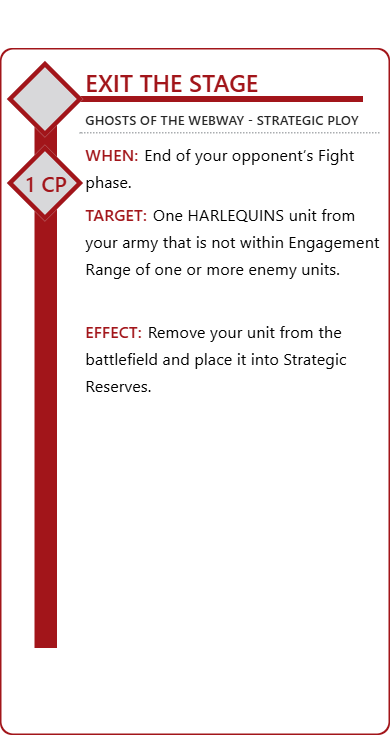 EXIT THE STAGE
GHOSTS OF THE WEBWAY - STRATEGIC PLOY
1 CP
WHEN: End of your opponent's Fight
phase.
TARGET: One HARLEQUINS unit from
your army that is not within Engagement
Range of one or more enemy units.
EFFECT: Remove your unit from the
battlefield and place it into Strategic
Reserves.